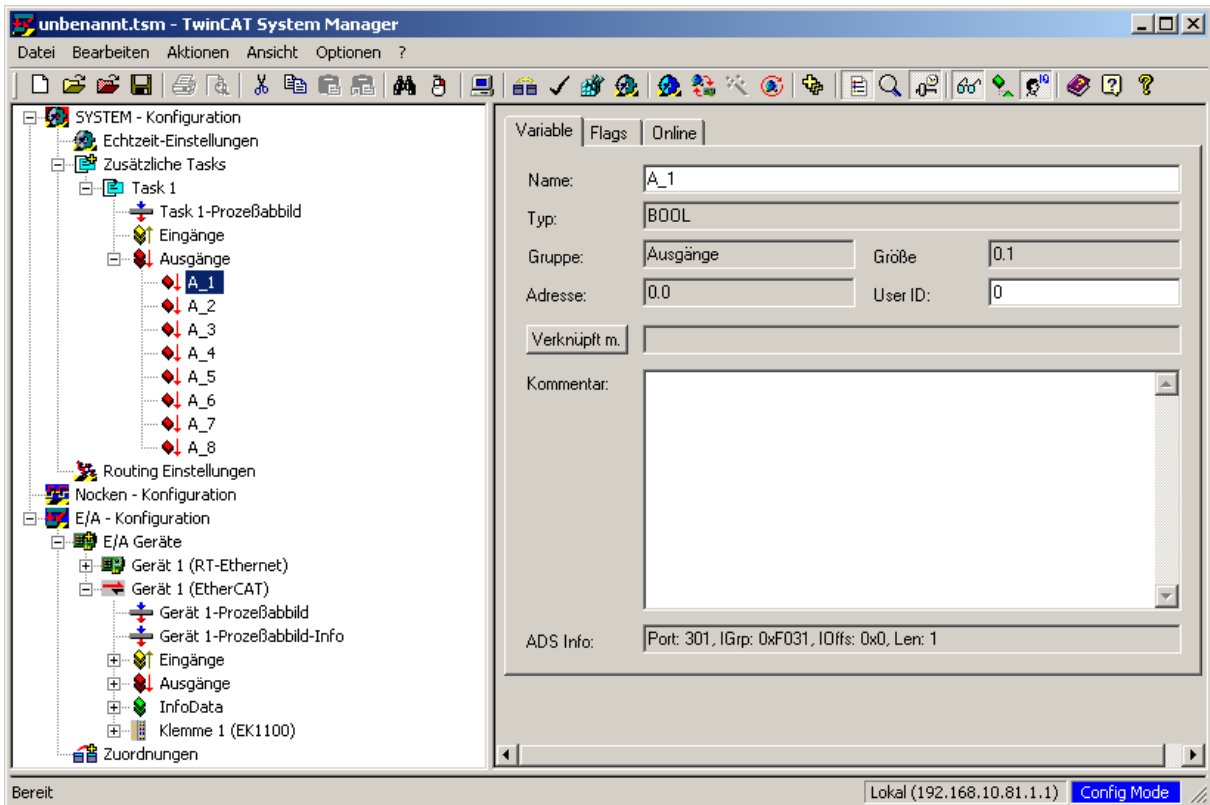 unbenannt.tsm - TwinCAT System Manager
Datei Bearbeiten Aktionen Ansicht Optionen ?
SYSTEM - Konfiguration
Echtzeit-Einstellungen
Zusätzliche Tasks
Task 1
Task 1-Prozeßabbild
Eingänge
Ausgänge
A_1
A_2
A_3
A_4
A_5
A_6
A_7
A_8
Routing Einstellungen
Nocken - Konfiguration
E/A - Konfiguration
E/A Geräte
Gerät 1 (RT-Ethernet)
Gerät 1 (EtherCAT)
Gerät 1-Prozeßabbild
Gerät 1-Prozeßabbild-Info
Eingänge
Ausgänge
InfoData
Klemme 1 (EK1100)
Zuordnungen
Variable Flags Online
Name: A_1
Typ: BOOL
Gruppe: Ausgänge Größe 0.1
Adresse: 0.0 User ID: 0
Verknüpft m.
Kommentar:
ADS Info: Port: 301, IGrp: 0xF031, IOffs: 0x0, Len: 1
Bereit Lokal (192.168.10.81.1.1) Config Mode